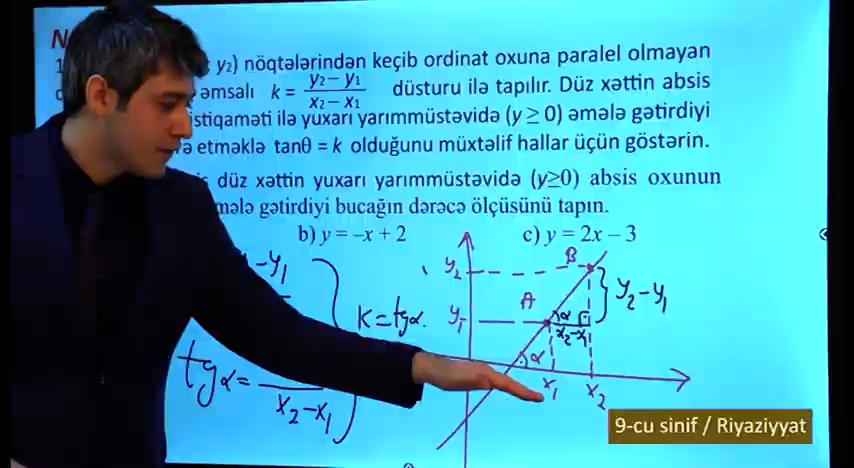 y₂) nöqtələrindən keçib ordinat oxuna paralel olmayan
əmsalı k = (y₂ – y₁)/(x₂ – x₁) düsturu ilə tapılır. Düz xəttin absis
istiqaməti ilə yuxarı yarımmüstəvidə (y ≥ 0) əmələ gətirdiyi
etməklə tanθ = k olduğunu müxtəlif hallar üçün göstərin.
düz xəttin yuxarı yarımmüstəvidə (y≥0) absis oxunun
əmələ gətirdiyi bucağın dərəcə ölçüsünü tapın.
b) y = –x + 2 c) y = 2x – 3
– y₁
K = tgα.
tgα =
x₂ – x₁
y₂ B
A α y₂ – y₁
y₁
x₂ – x₁
α
x₁ x₂
9-cu sinif / Riyaziyyat